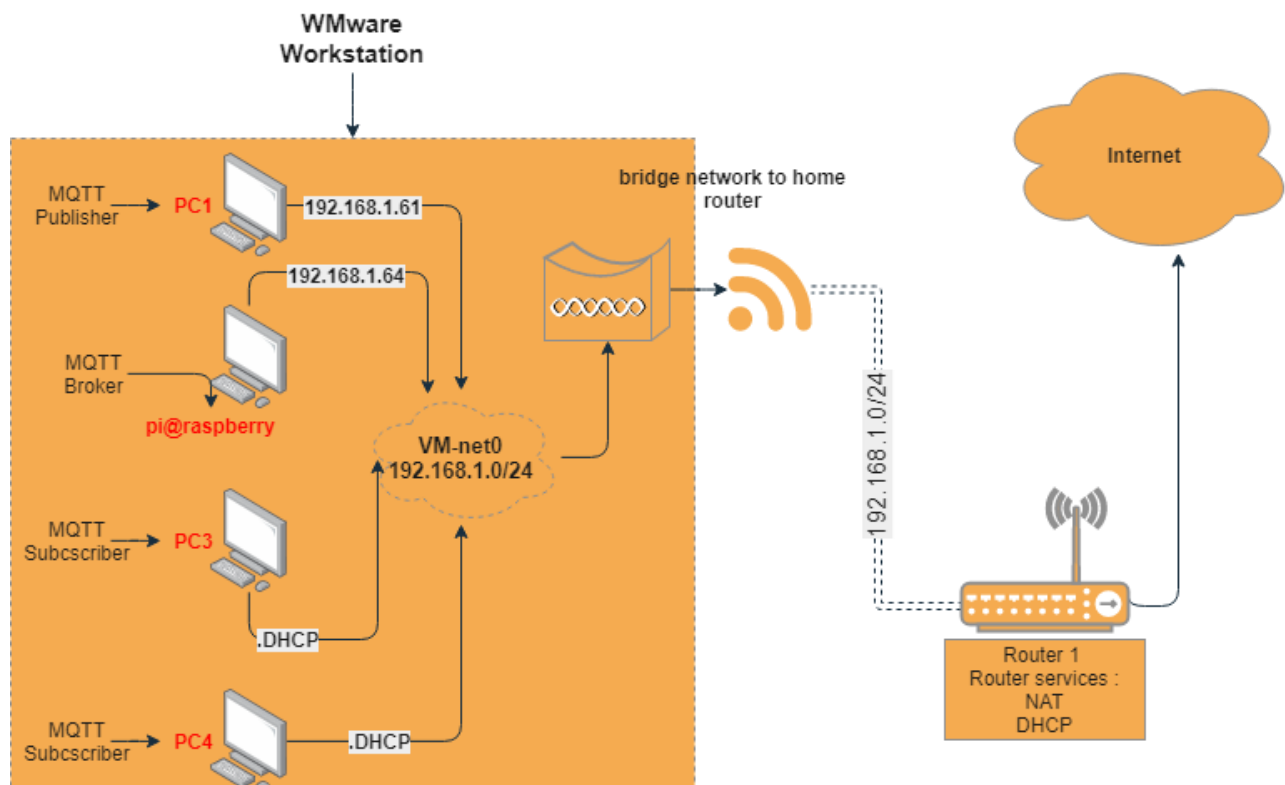 WMware
Workstation
MQTT
Publisher
PC1
192.168.1.61
192.168.1.64
MQTT
Broker
pi@raspberry
VM-net0
192.168.1.0/24
MQTT
Subcscriber
PC3
.DHCP
MQTT
Subcscriber
PC4
.DHCP
bridge network to home
router
192.168.1.0/24
Internet
Router 1
Router services :
NAT
DHCP